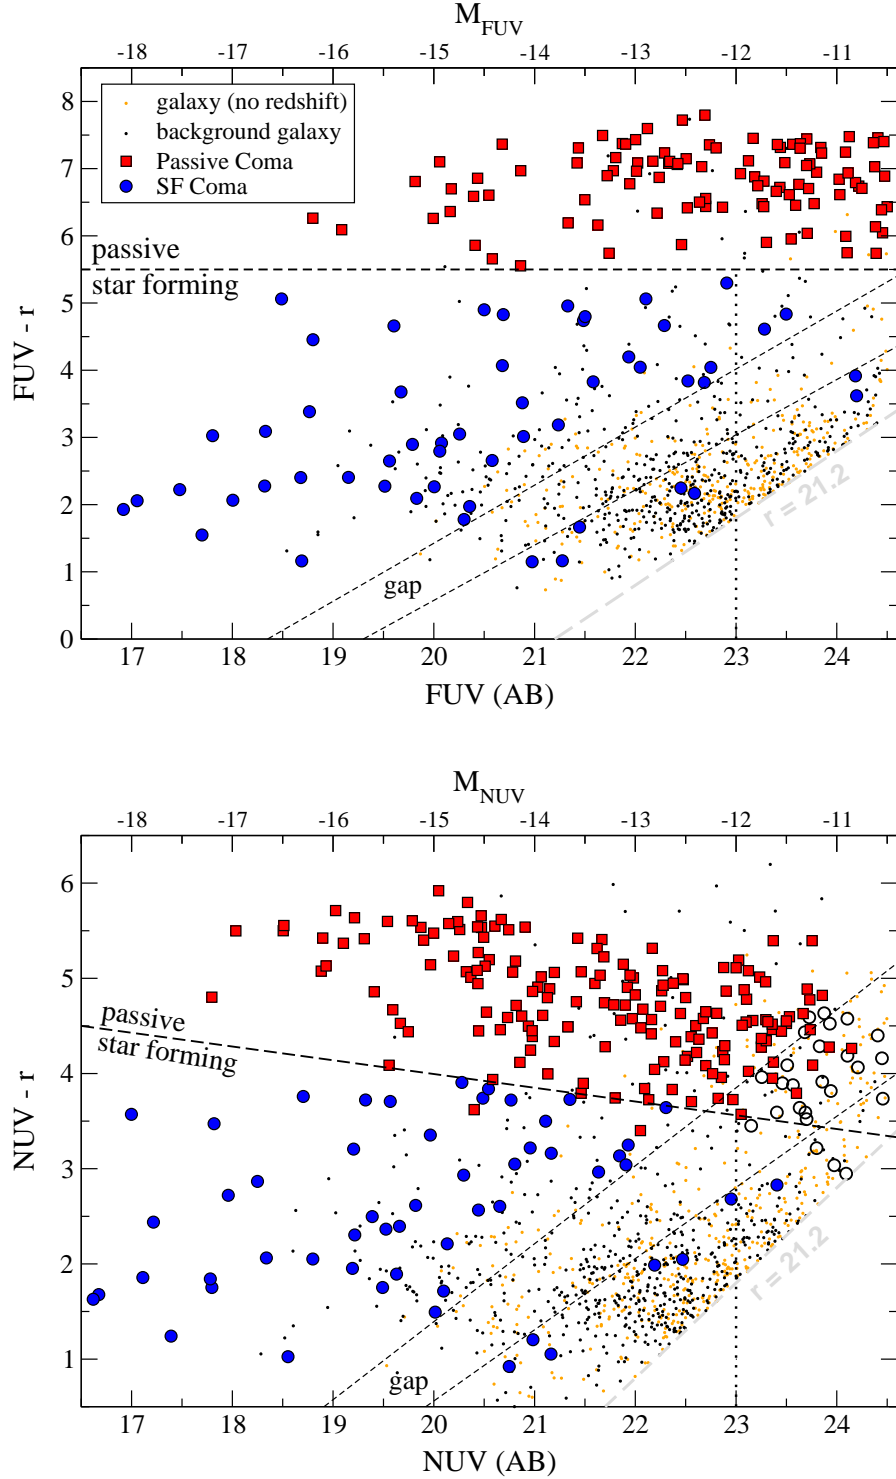 M_FUV
-18 -17 -16 -15 -14 -13 -12 -11
8
galaxy (no redshift)
background galaxy
Passive Coma
SF Coma
7
6
passive
star forming
5
FUV - r
4
3
2
r = 21.2
1
gap
0
17 18 19 20 21 22 23 24
FUV (AB)
M_NUV
-18 -17 -16 -15 -14 -13 -12 -11
6
5
passive
star forming
4
NUV - r
3
2
r = 21.2
1
gap
17 18 19 20 21 22 23 24
NUV (AB)